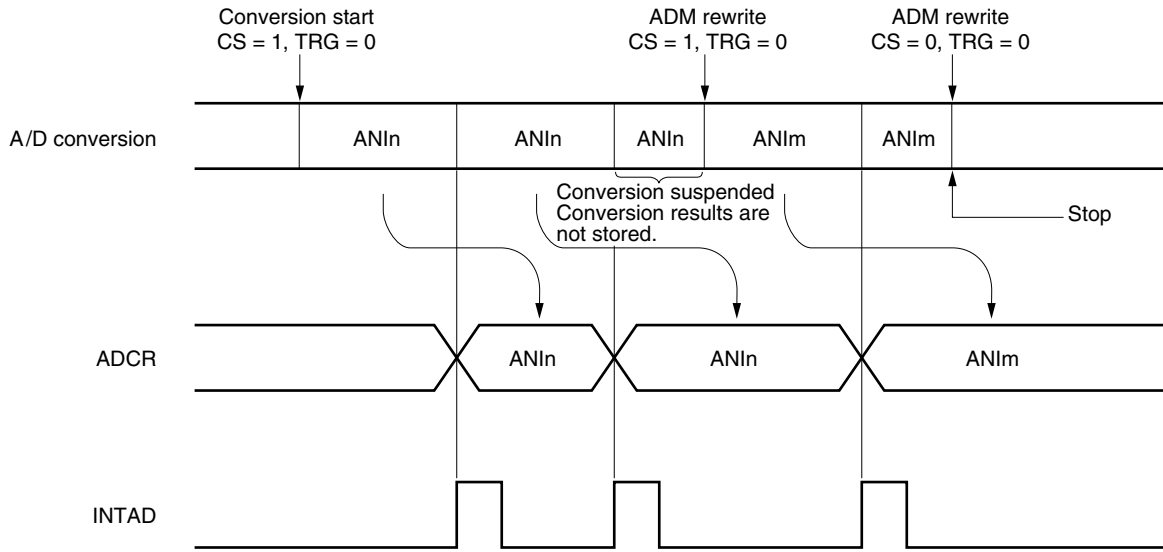 Conversion start
CS = 1, TRG = 0
ADM rewrite
CS = 1, TRG = 0
ADM rewrite
CS = 0, TRG = 0
A/D conversion
ANIn
ANIn
ANIn
ANIm
ANIm
Conversion suspended
Conversion results are
not stored.
Stop
ADCR
ANIn
ANIn
ANIm
INTAD